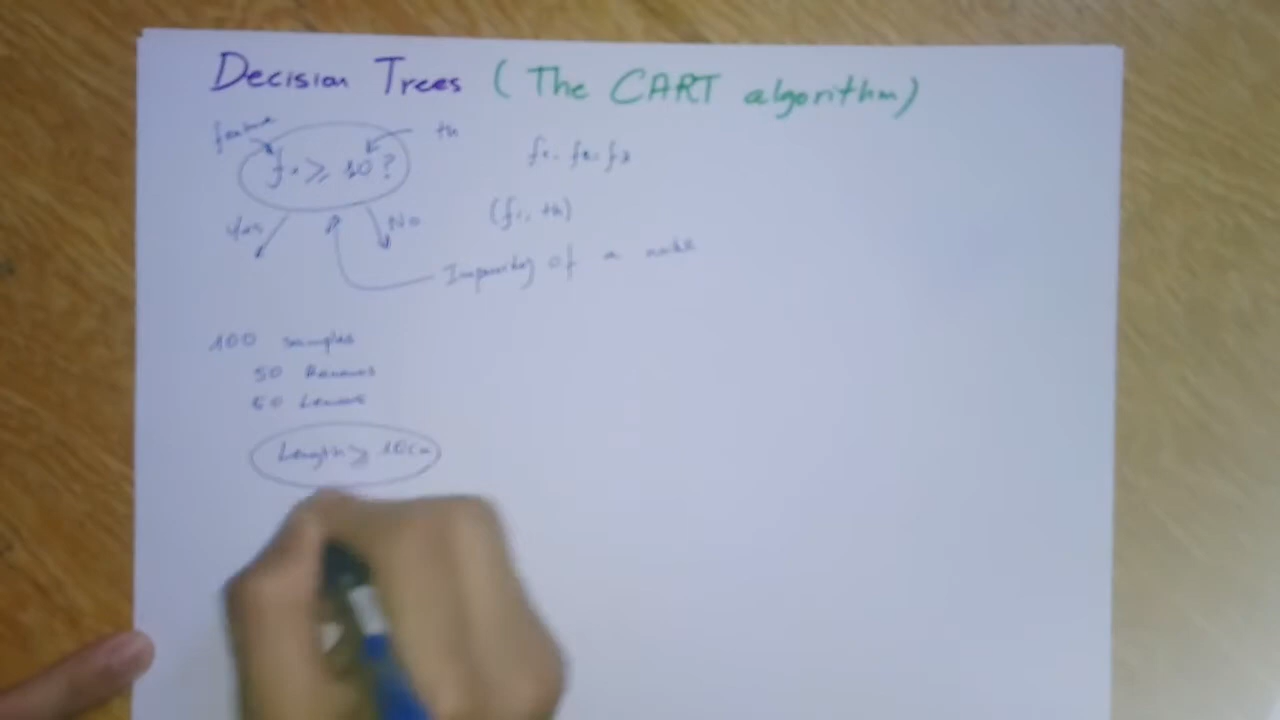 Decision Trees (The CART algorithm)
feature
th
f₁ ≥ 10?
f₁, f₂, f₃
Yes
No
(f₁, th)
Impurity of a node
100 samples
50 Bananas
50 Lemons
Length ≥ 10cm